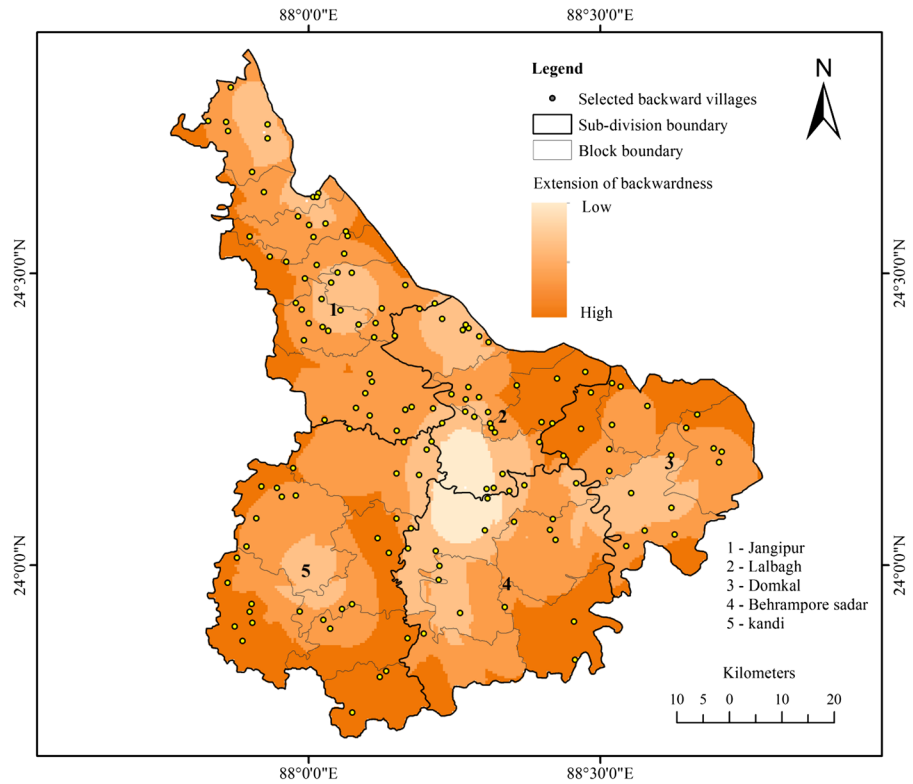 88°0'0"E 88°30'0"E
N
Legend
Selected backward villages
Sub-division boundary
Block boundary
Extension of backwardness
Low
High
24°30'0"N 24°30'0"N
1
2
3
5
4
24°0'0"N 24°0'0"N
1 - Jangipur
2 - Lalbagh
3 - Domkal
4 - Behrampore sadar
5 - kandi
Kilometers
10 5 0 10 20
88°0'0"E 88°30'0"E